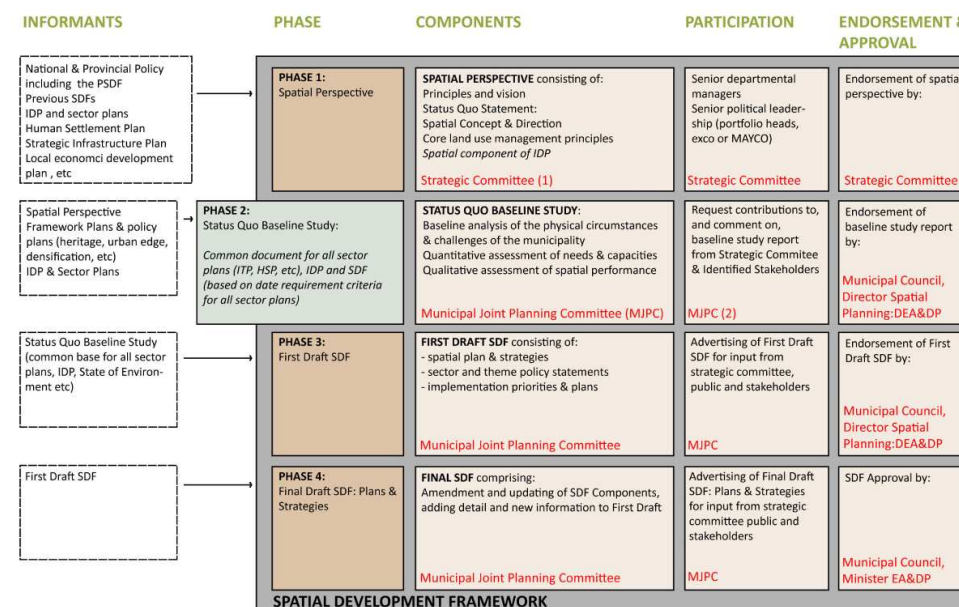 INFORMANTS
PHASE
COMPONENTS
PARTICIPATION
ENDORSEMENT &
APPROVAL
National & Provincial Policy
including the PSDF
Previous SDFs
IDP and sector plans
Human Settlement Plan
Strategic Infrastructure Plan
Local economci development
plan , etc
PHASE 1:
Spatial Perspective
SPATIAL PERSPECTIVE consisting of:
Principles and vision
Status Quo Statement:
Spatial Concept & Direction
Core land use management principles
Spatial component of IDP
Strategic Committee (1)
Senior departmental
managers
Senior political leader-
ship (portfolio heads,
exco or MAYCO)
Strategic Committee
Endorsement of spatial
perspective by:
Strategic Committee
Spatial Perspective
Framework Plans & policy
plans (heritage, urban edge,
densification, etc)
IDP & Sector Plans
PHASE 2:
Status Quo Baseline Study:
Common document for all sector
plans (ITP, HSP, etc), IDP and SDF
(based on date requirement criteria
for all sector plans)
STATUS QUO BASELINE STUDY:
Baseline analysis of the physical circumstances
& challenges of the municipality
Quantitative assessment of needs & capacities
Qualitative assessment of spatial performance
Municipal Joint Planning Committee (MJPC)
Request contributions to,
and comment on,
baseline study report
from Strategic Commitee
& Identified Stakeholders
MJPC (2)
Endorsement of
baseline study report
by:
Municipal Council,
Director Spatial
Planning:DEA&DP
Status Quo Baseline Study
(common base for all sector
plans, IDP, State of Environ-
ment etc)
PHASE 3:
First Draft SDF
FIRST DRAFT SDF consisting of:
- spatial plan & strategies
- sector and theme policy statements
- implementation priorities & plans
Municipal Joint Planning Committee
Advertising of First Draft
SDF for input from
strategic committee,
public and stakeholders
MJPC
Endorsement of First
Draft SDF by:
Municipal Council,
Director Spatial
Planning:DEA&DP
First Draft SDF
PHASE 4:
Final Draft SDF: Plans &
Strategies
FINAL SDF comprising:
Amendment and updating of SDF Components,
adding detail and new information to First Draft
Municipal Joint Planning Committee
Advertising of Final Draft
SDF: Plans & Strategies
for input from strategic
committee public and
stakeholders
MJPC
SDF Approval by:
Municipal Council,
Minister EA&DP
SPATIAL DEVELOPMENT FRAMEWORK